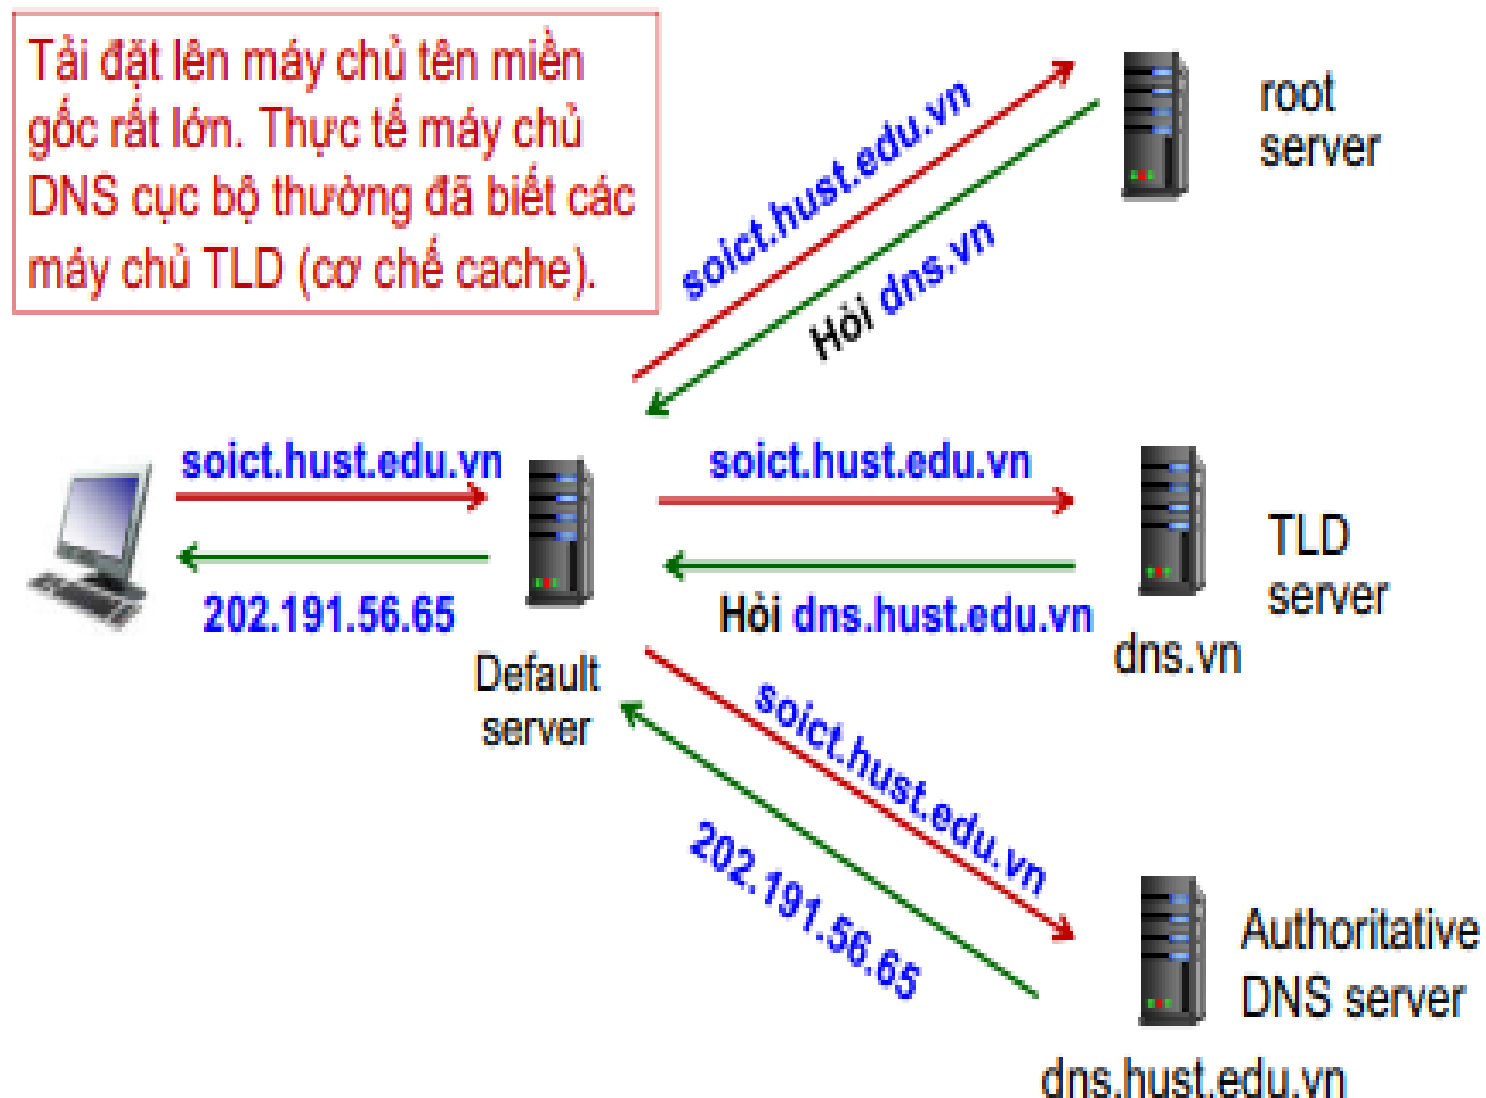 Tải đặt lên máy chủ tên miền
gốc rất lớn. Thực tế máy chủ
DNS cục bộ thường đã biết các
máy chủ TLD (cơ chế cache).
root
server
soict.hust.edu.vn
Hỏi dns.vn
soict.hust.edu.vn
202.191.56.65
Default
server
soict.hust.edu.vn
Hỏi dns.hust.edu.vn
TLD
server
dns.vn
soict.hust.edu.vn
202.191.56.65
Authoritative
DNS server
dns.hust.edu.vn